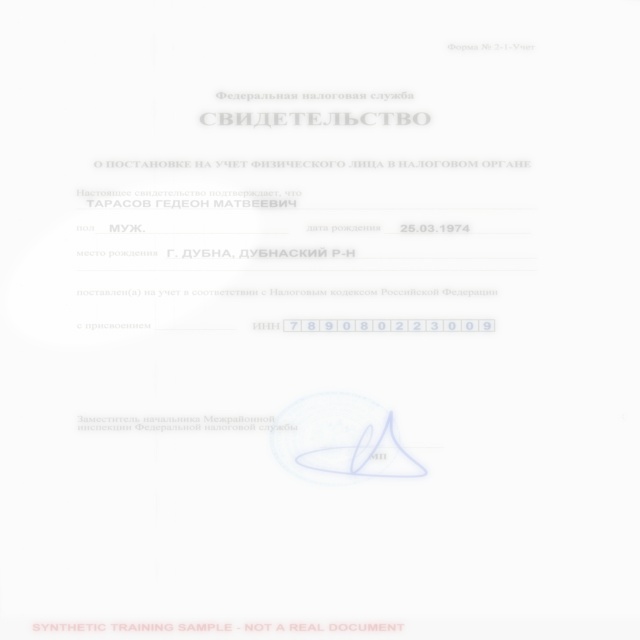 Форма № 2-1-Учет
Федеральная налоговая служба
СВИДЕТЕЛЬСТВО
О ПОСТАНОВКЕ НА УЧЕТ ФИЗИЧЕСКОГО ЛИЦА В НАЛОГОВОМ ОРГАНЕ
Настоящее свидетельство подтверждает, что
ТАРАСОВ ГЕДЕОН МАТВЕЕВИЧ
пол МУЖ. дата рождения 25.03.1974
место рождения Г. ДУБНА, ДУБНАСКИЙ Р-Н
поставлен(а) на учет в соответствии с Налоговым кодексом Российской Федерации
с присвоением ИНН 789080223009
Заместитель начальника Межрайонной
инспекции Федеральной налоговой службы
МП
SYNTHETIC TRAINING SAMPLE - NOT A REAL DOCUMENT